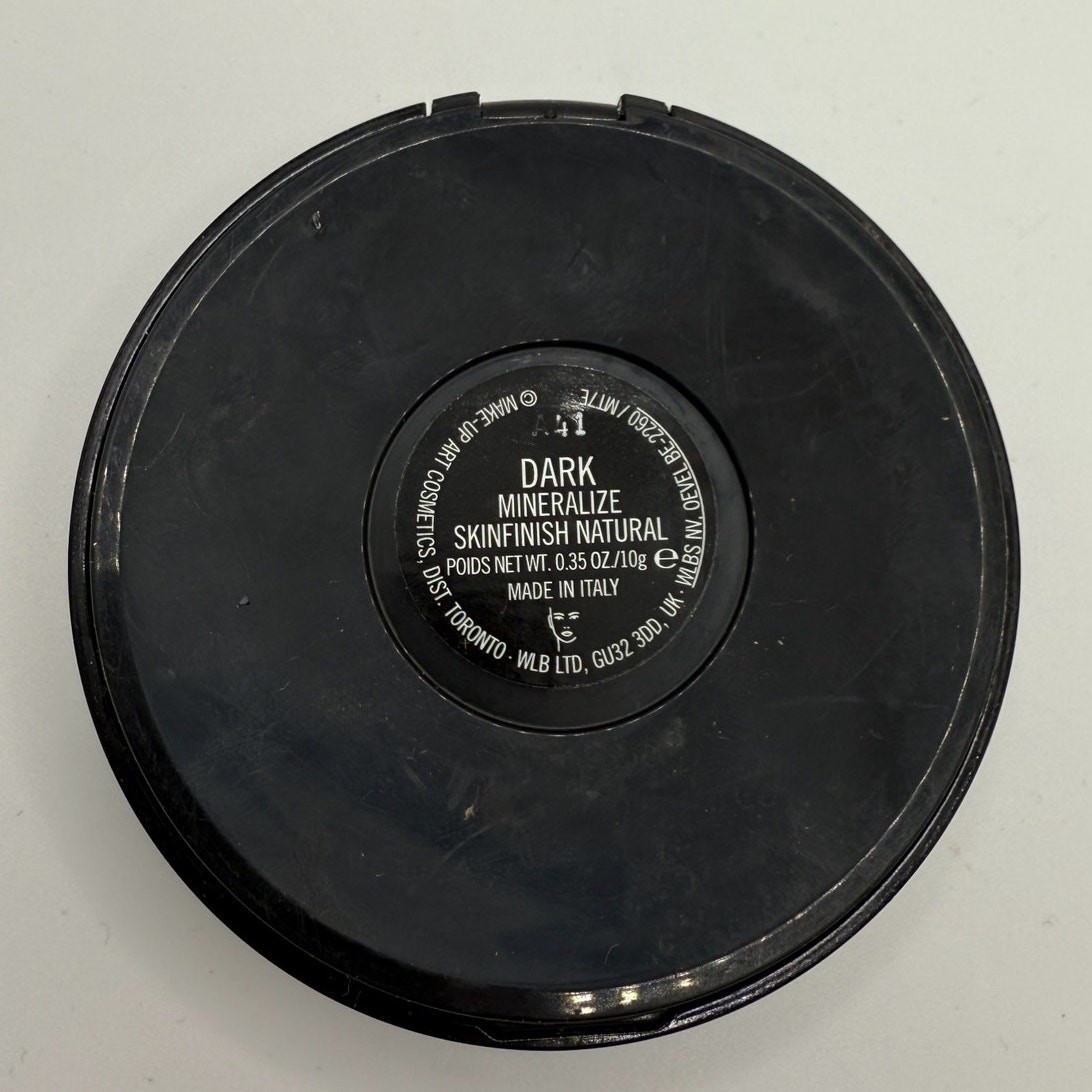 A41
DARK
MINERALIZE
SKINFINISH NATURAL
POIDS NET WT. 0.35 OZ./10g ℮
MADE IN ITALY
© MAKE-UP ART COSMETICS, DIST. TORONTO · WLB LTD, GU32 3DD, UK · WLBS NV, OEVEL BE-2260 / MT7E